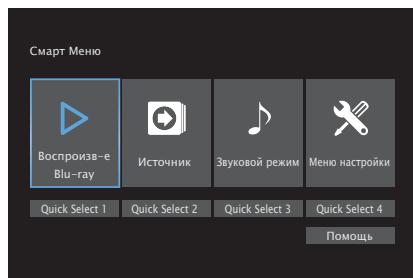 Смарт Меню
Воспроизв-е
Blu-ray
Источник
Звуковой режим
Меню настройки
Quick Select 1
Quick Select 2
Quick Select 3
Quick Select 4
Помощь